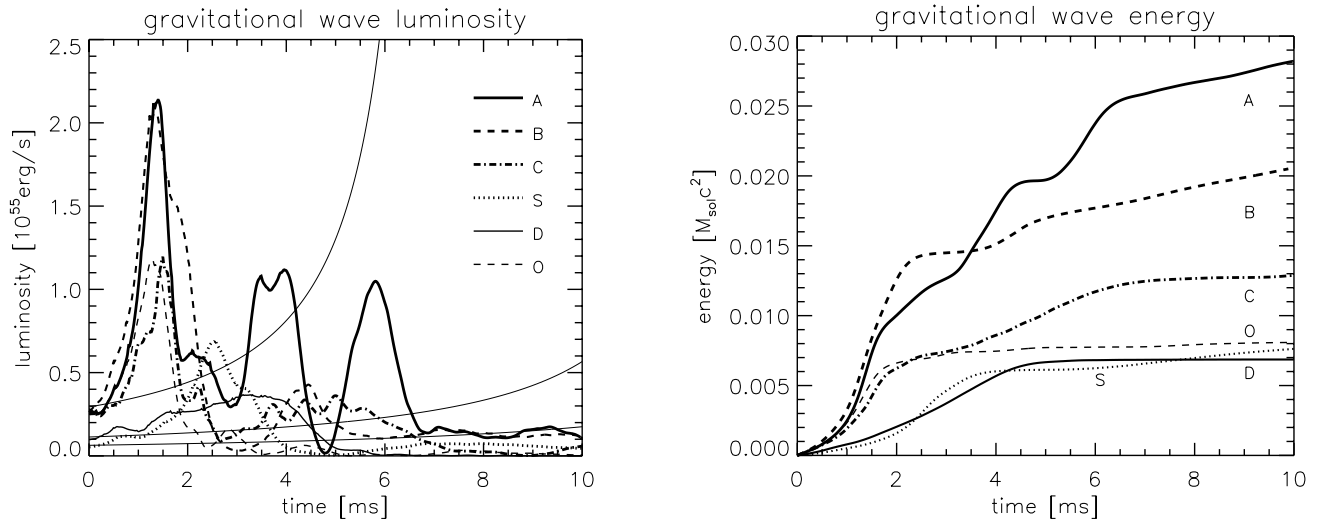 gravitational wave luminosity
luminosity [10^55 erg/s]
2.5
2.0
1.5
1.0
0.5
0.0
A
B
C
S
D
O
0 2 4 6 8 10
time [ms]
gravitational wave energy
energy [M_sol c^2]
0.030
0.025
0.020
0.015
0.010
0.005
0.000
A
B
C
O
S
D
0 2 4 6 8 10
time [ms]